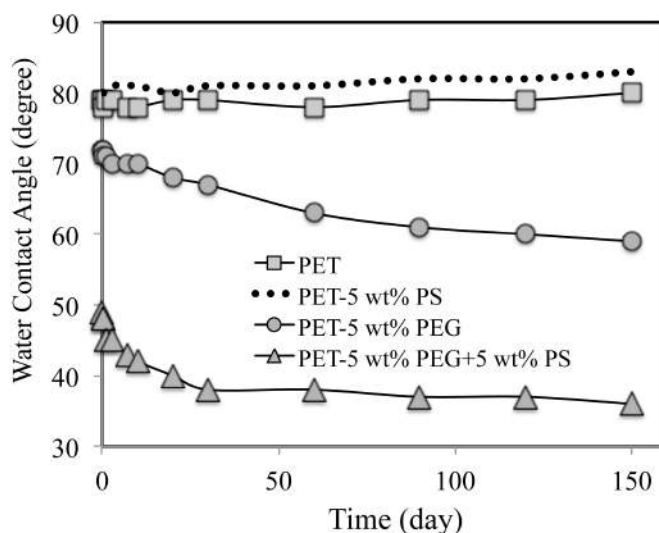 90
80
70
60
50
40
30
Water Contact Angle (degree)
PET
PET-5 wt% PS
PET-5 wt% PEG
PET-5 wt% PEG+5 wt% PS
0
50
100
150
Time (day)